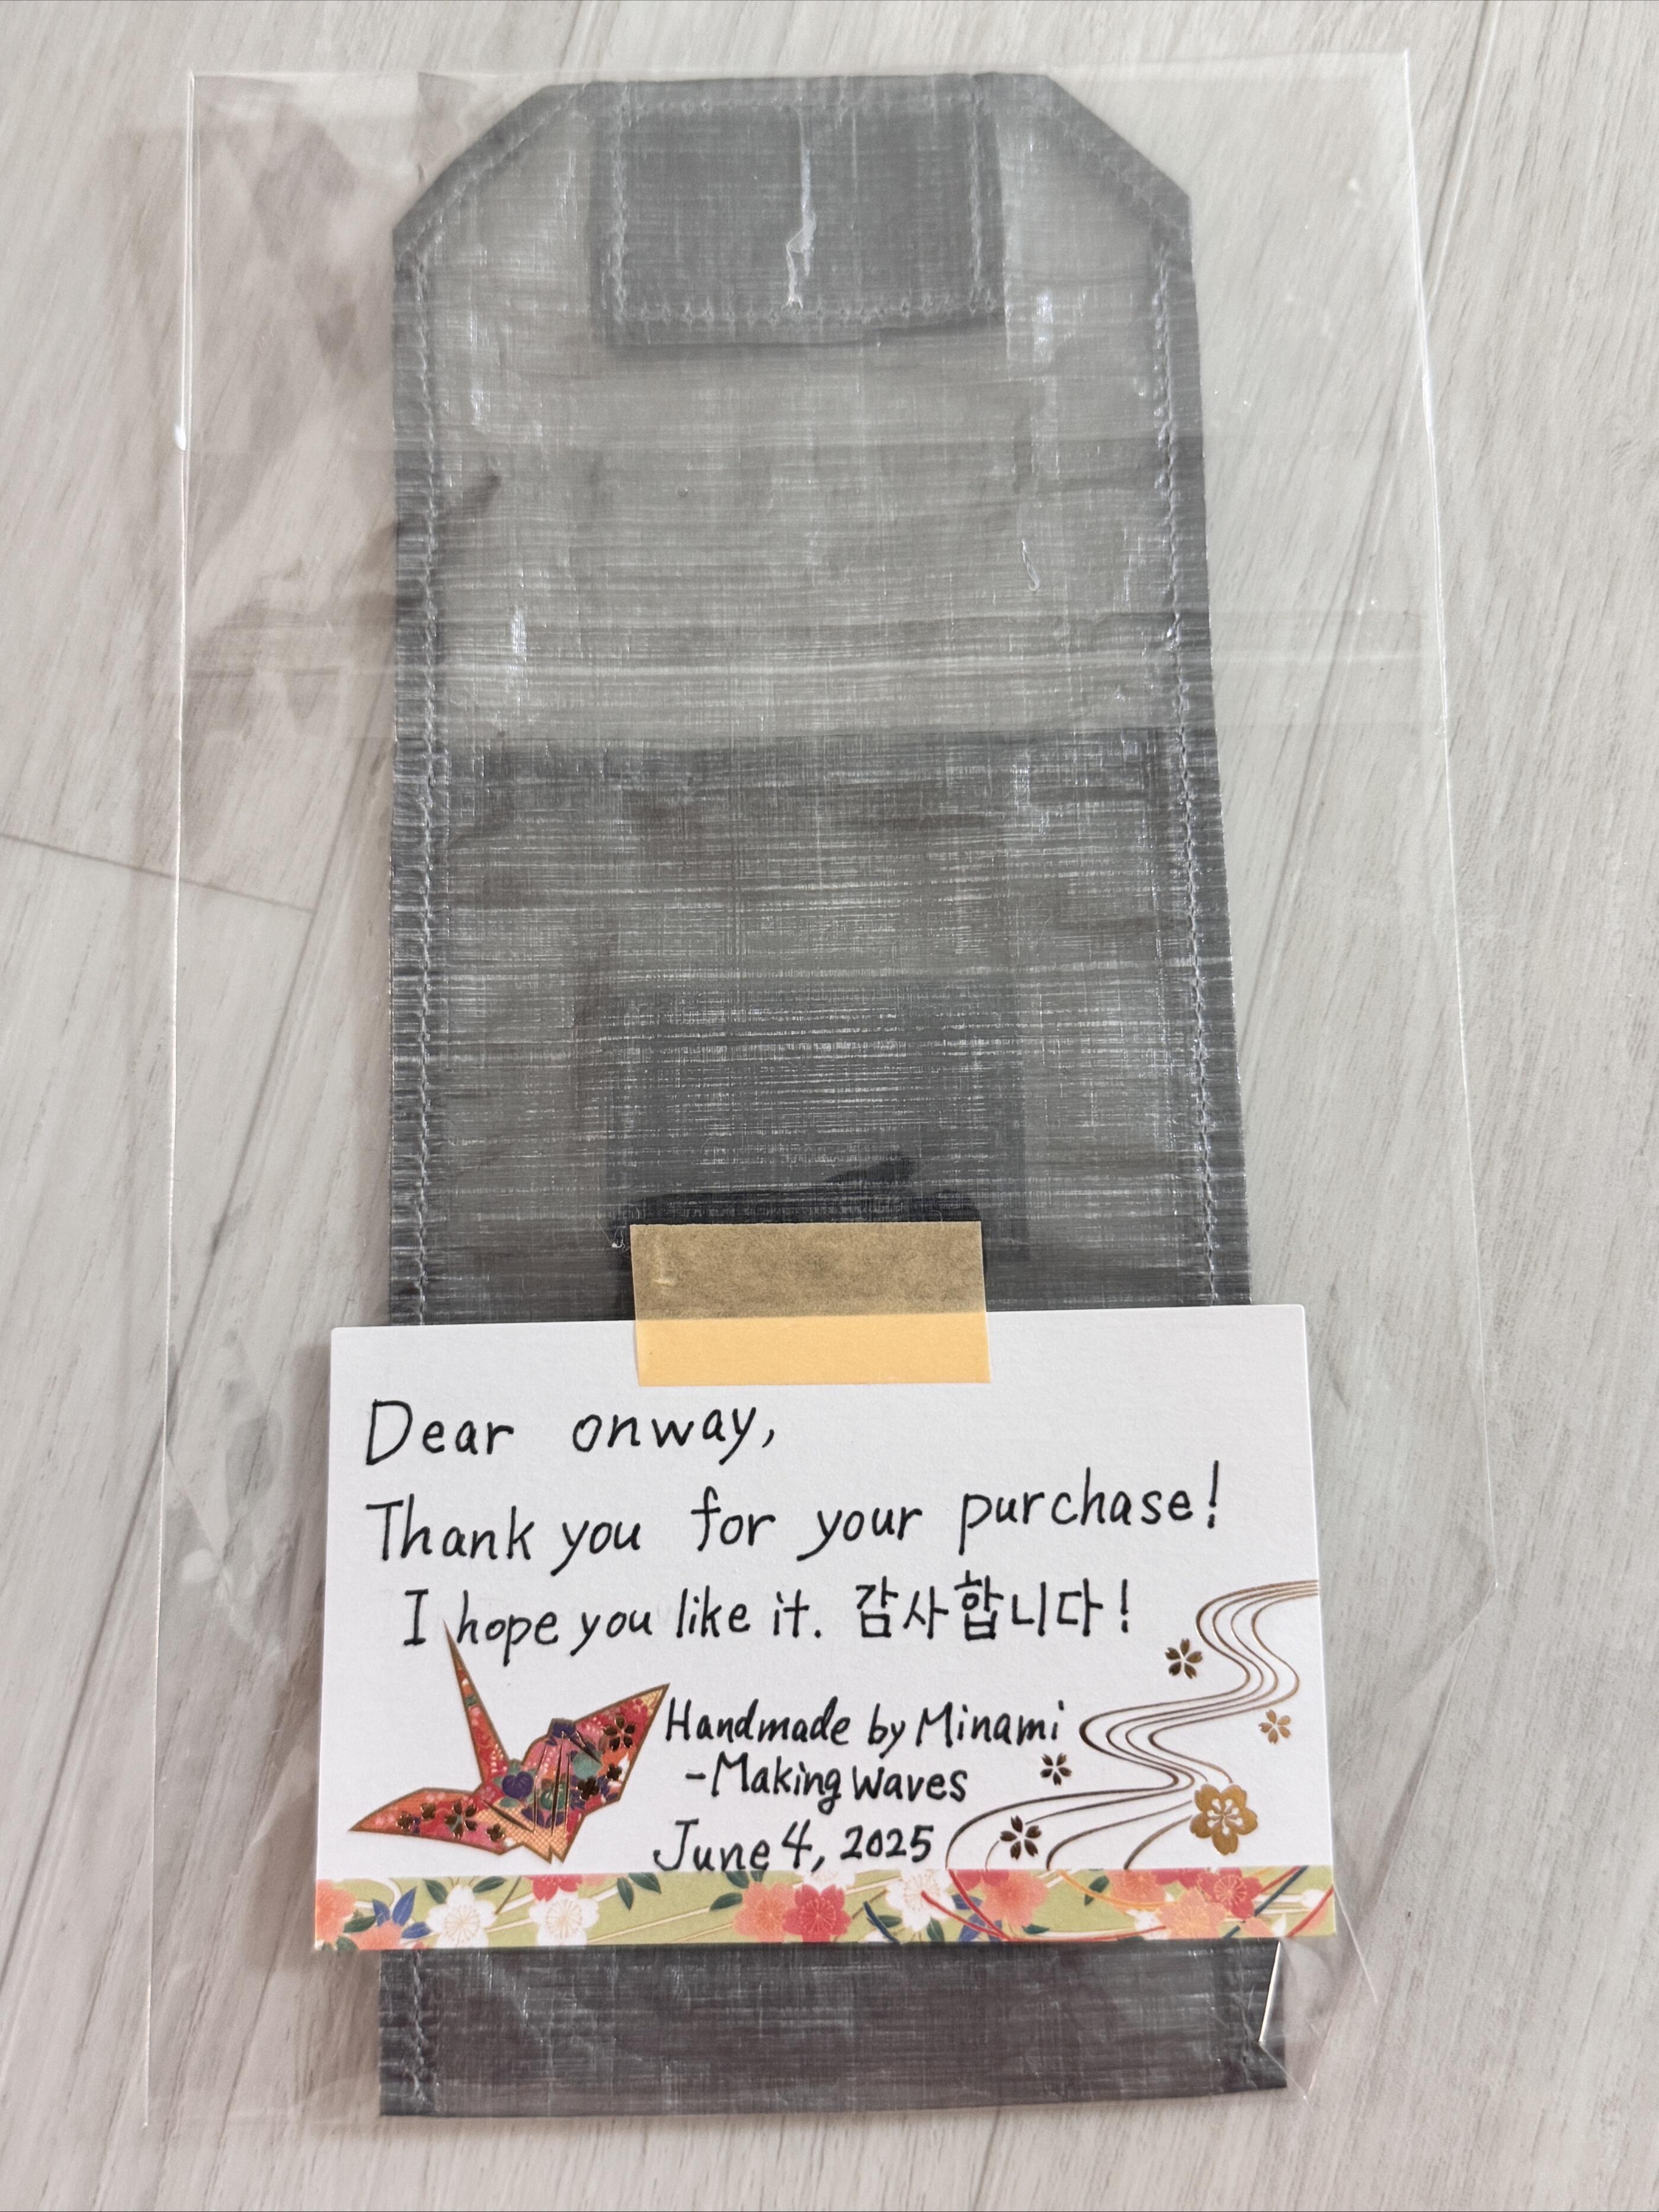 Dear onway,
Thank you for your purchase!
I hope you like it. 감사합니다!
Handmade by Minami
-Making Waves
June 4, 2025